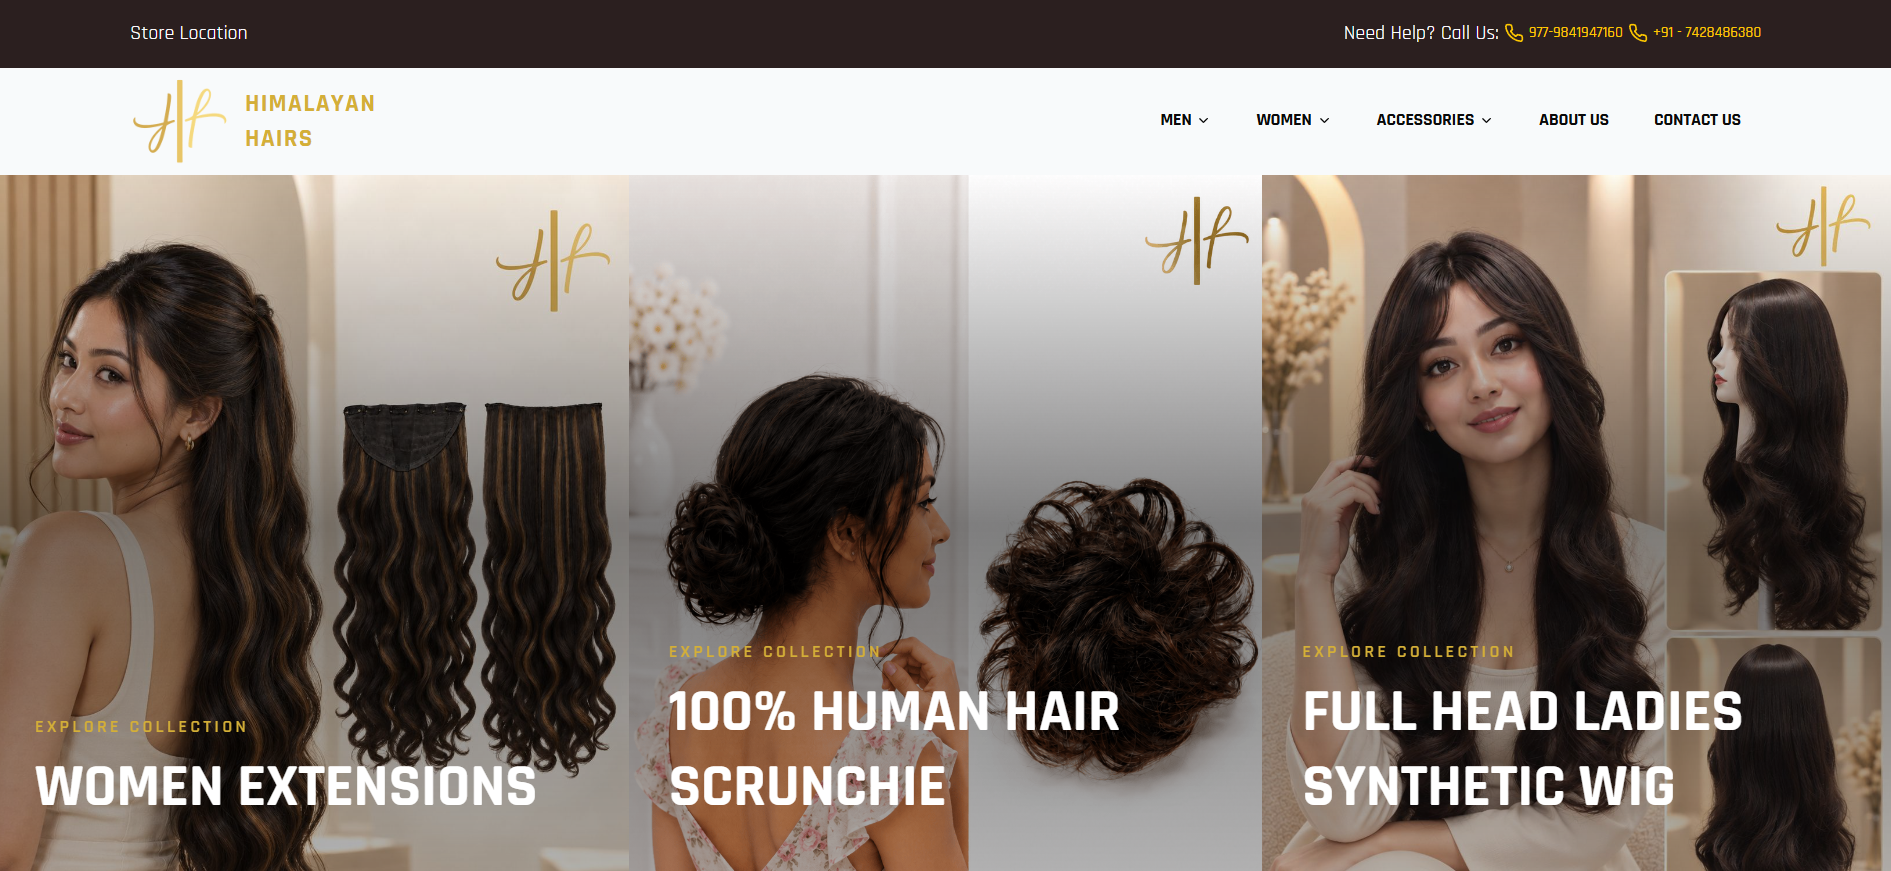 Store Location
Need Help? Call Us: 977-9841947160 +91 - 7428486380
HIMALAYAN
HAIRS
MEN
WOMEN
ACCESSORIES
ABOUT US
CONTACT US
EXPLORE COLLECTION
WOMEN EXTENSIONS
EXPLORE COLLECTION
100% HUMAN HAIR
SCRUNCHIE
EXPLORE COLLECTION
FULL HEAD LADIES
SYNTHETIC WIG